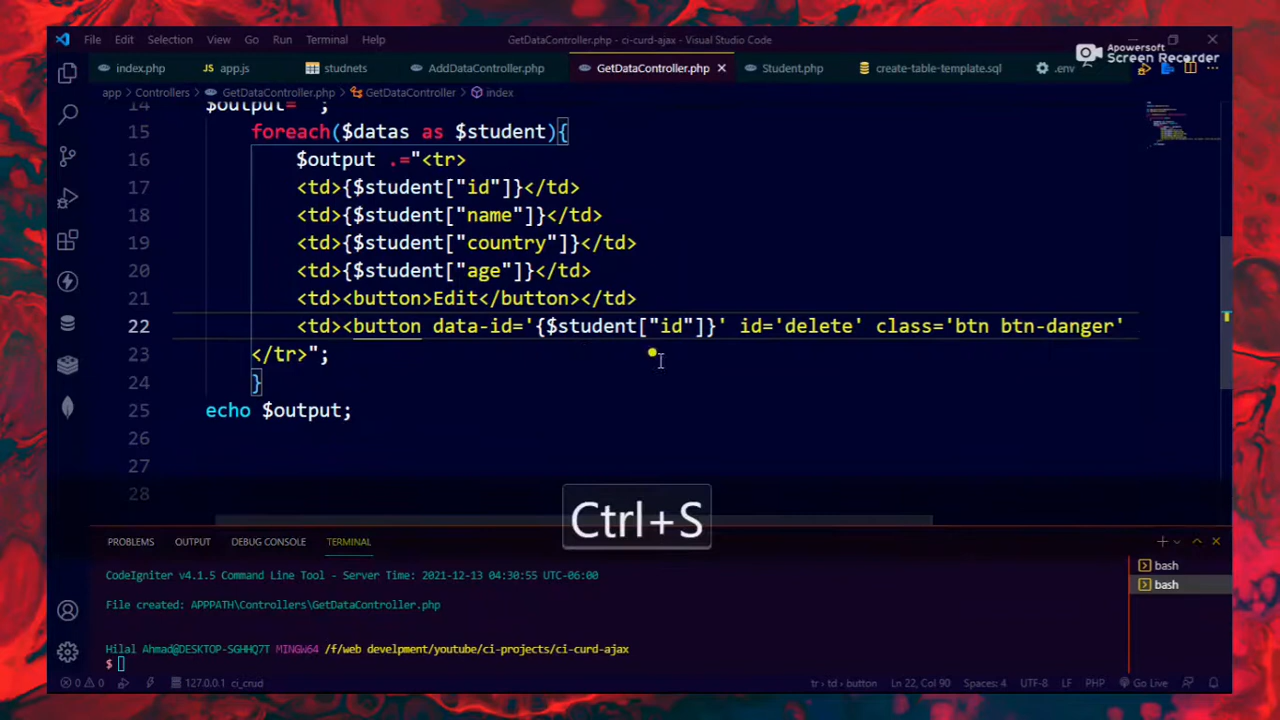 File Edit Selection View Go Run Terminal Help
GetDataController.php - ci-curd-ajax - Visual Studio Code
Apowersoft
Screen Recorder
index.php app.js studnets AddDataController.php GetDataController.php Student.php create-table-template.sql .env
app > Controllers > GetDataController.php > GetDataController > index
14 $output= ;
15 foreach($datas as $student){
16 $output .="<tr>
17 <td>{$student["id"]}</td>
18 <td>{$student["name"]}</td>
19 <td>{$student["country"]}</td>
20 <td>{$student["age"]}</td>
21 <td><button>Edit</button></td>
22 <td><button data-id='{$student["id"]}' id='delete' class='btn btn-danger'
23 </tr>";
24 }
25 echo $output;
26
27
28
Ctrl+S
PROBLEMS OUTPUT DEBUG CONSOLE TERMINAL
CodeIgniter v4.1.5 Command Line Tool - Server Time: 2021-12-13 04:30:55 UTC-06:00
File created: APPPATH\Controllers\GetDataController.php
Hilal Ahmad@DESKTOP-SGHHQ7T MINGW64 /f/web develpment/youtube/ci-projects/ci-curd-ajax
$
bash
bash
0 0 127.0.0.1 ci_crud tr › td › button Ln 22, Col 90 Spaces: 4 UTF-8 LF PHP Go Live